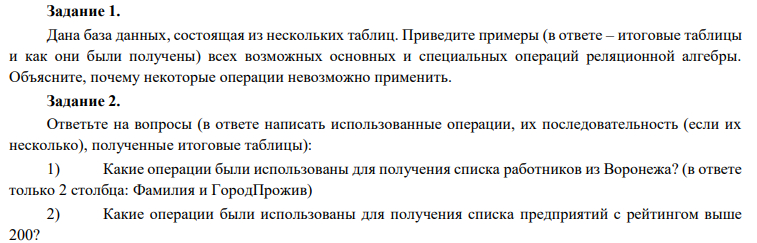 Задание 1.
Дана база данных, состоящая из нескольких таблиц. Приведите примеры (в ответе – итоговые таблицы
и как они были получены) всех возможных основных и специальных операций реляционной алгебры.
Объясните, почему некоторые операции невозможно применить.
Задание 2.
Ответьте на вопросы (в ответе написать использованные операции, их последовательность (если их
несколько), полученные итоговые таблицы):
1) Какие операции были использованы для получения списка работников из Воронежа? (в ответе
только 2 столбца: Фамилия и ГородПрожив)
2) Какие операции были использованы для получения списка предприятий с рейтингом выше
200?